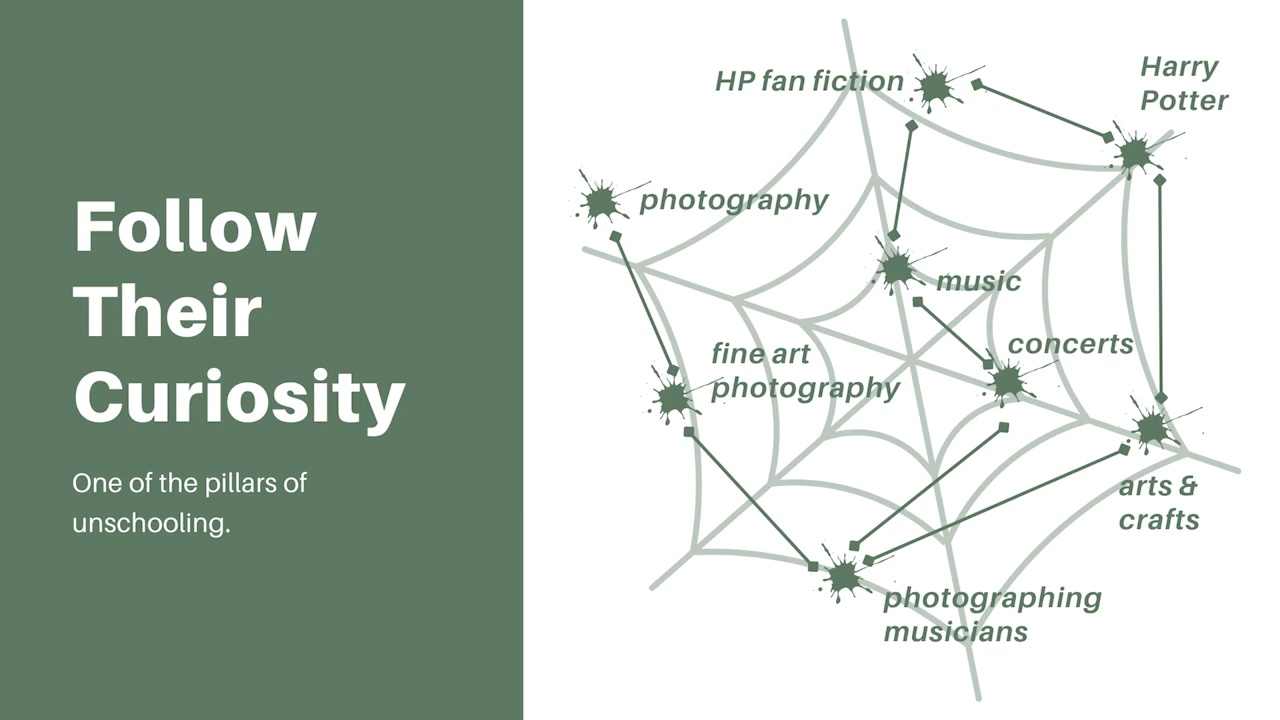 Follow
Their
Curiosity
One of the pillars of
unschooling.
HP fan fiction
Harry
Potter
photography
music
concerts
fine art
photography
arts &
crafts
photographing
musicians